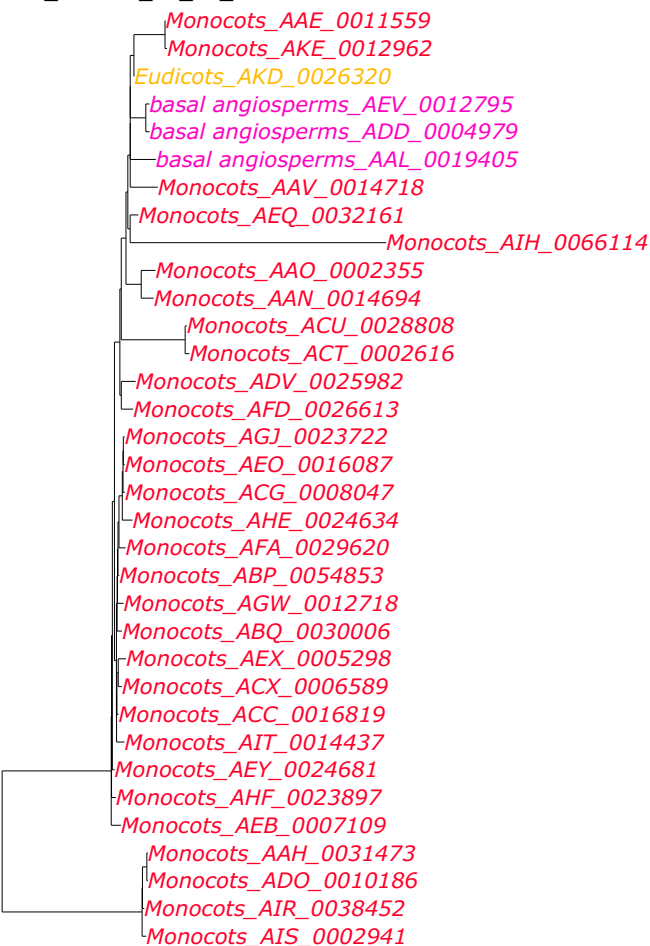 Monocots_AAE_0011559
Monocots_AKE_0012962
Eudicots_AKD_0026320
basal angiosperms_AEV_0012795
basal angiosperms_ADD_0004979
basal angiosperms_AAL_0019405
Monocots_AAV_0014718
Monocots_AEQ_0032161
Monocots_AIH_0066114
Monocots_AAO_0002355
Monocots_AAN_0014694
Monocots_ACU_0028808
Monocots_ACT_0002616
Monocots_ADV_0025982
Monocots_AFD_0026613
Monocots_AGJ_0023722
Monocots_AEO_0016087
Monocots_ACG_0008047
Monocots_AHE_0024634
Monocots_AFA_0029620
Monocots_ABP_0054853
Monocots_AGW_0012718
Monocots_ABQ_0030006
Monocots_AEX_0005298
Monocots_ACX_0006589
Monocots_ACC_0016819
Monocots_AIT_0014437
Monocots_AEY_0024681
Monocots_AHF_0023897
Monocots_AEB_0007109
Monocots_AAH_0031473
Monocots_ADO_0010186
Monocots_AIR_0038452
Monocots_AIS_0002941